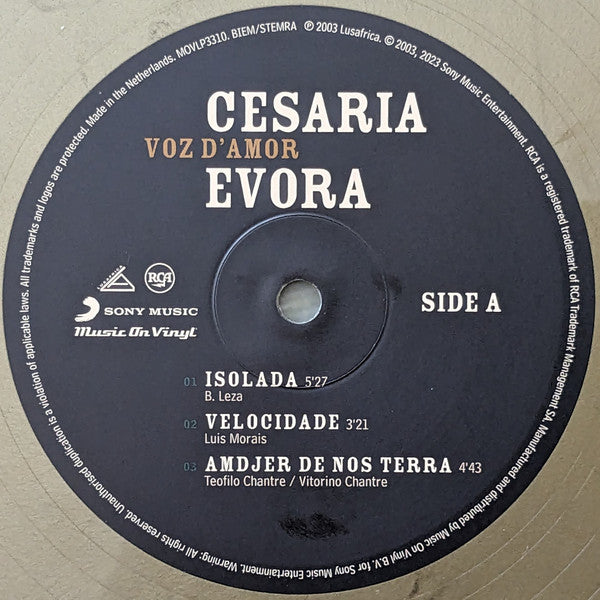 Made in the Netherlands. MOVLP3310. BIEM/STEMRA ℗ 2003 Lusafrica. © 2003, 2023 Sony Music Entertainment. RCA is a registered trademark of RCA Trademark Management SA. Manufactured and distributed by Music On Vinyl B.V. for Sony Music Entertainment. Warning: All rights reserved. Unauthorised duplication is a violation of applicable laws. All trademarks and logos are protected.
CESARIA
VOZ D'AMOR
EVORA
RCA
SONY MUSIC
Music On Vinyl
SIDE A
01 ISOLADA 5'27
B. Leza
02 VELOCIDADE 3'21
Luis Morais
03 AMDJER DE NOS TERRA 4'43
Teofilo Chantre / Vitorino Chantre